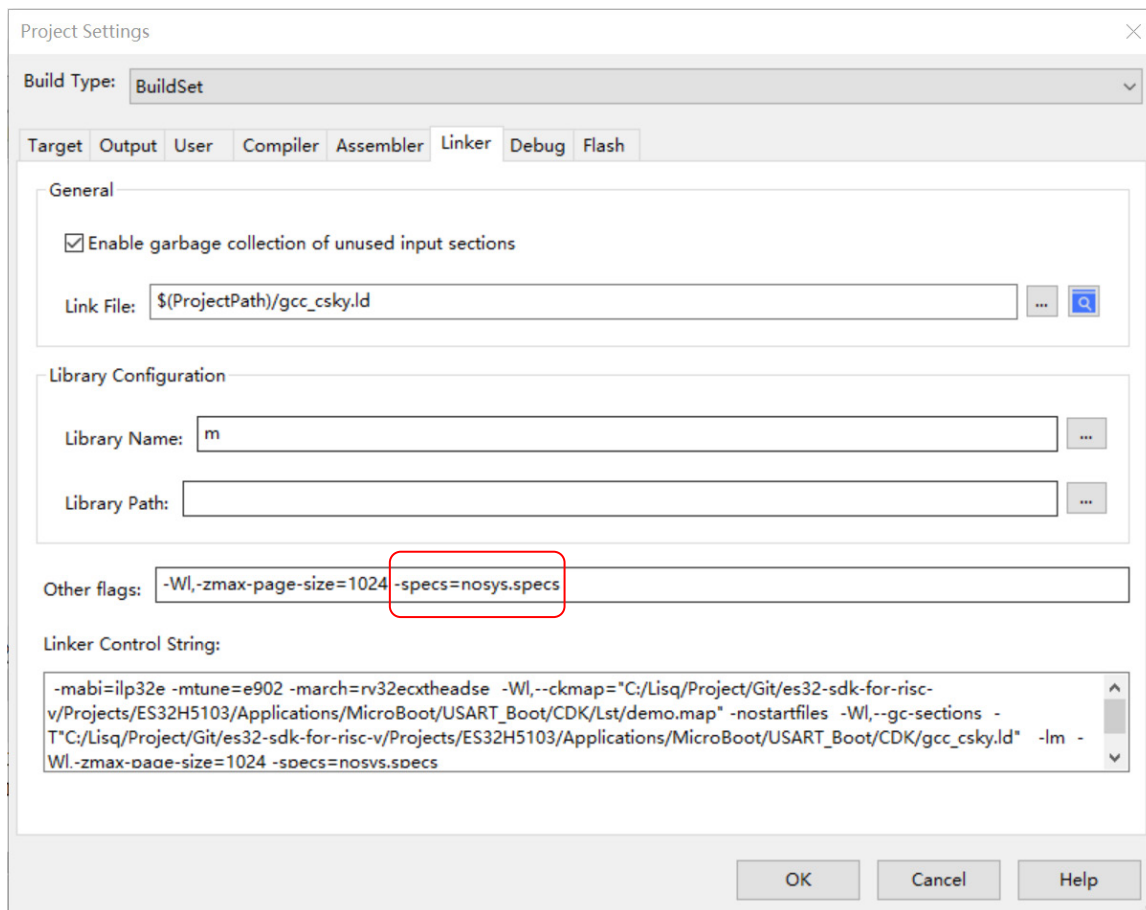 Project Settings
Build Type: BuildSet
Target Output User Compiler Assembler Linker Debug Flash
General
Enable garbage collection of unused input sections
Link File: $(ProjectPath)/gcc_csky.ld ...
Library Configuration
Library Name: m ...
Library Path: ...
Other flags: -Wl,-zmax-page-size=1024 -specs=nosys.specs
Linker Control String:
-mabi=ilp32e -mtune=e902 -march=rv32ecxtheadse -Wl,--ckmap="C:/Lisq/Project/Git/es32-sdk-for-risc-
v/Projects/ES32H5103/Applications/MicroBoot/USART_Boot/CDK/Lst/demo.map" -nostartfiles -Wl,--gc-sections -
T"C:/Lisq/Project/Git/es32-sdk-for-risc-v/Projects/ES32H5103/Applications/MicroBoot/USART_Boot/CDK/gcc_csky.ld" -lm -
Wl,-zmax-page-size=1024 -specs=nosys.specs
OK Cancel Help